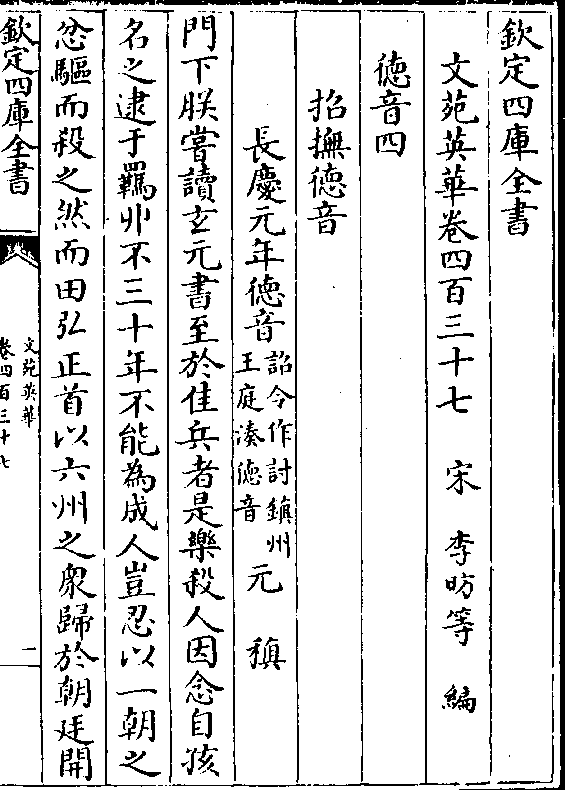 欽定四庫全書
文苑英華卷四百三十七　宋　李昉等　編
徳音四
招撫徳音
長慶元年徳音詔令作討鎮州王庭湊徳音　元稹
門下朕嘗讀𤣥元書至於佳兵者是樂殺人因念自孩
名之逮于羈丱不三十年不能為成人豈忍以一朝之
忿驅而殺之然而田弘正首以六州之衆歸於朝廷開
欽定四庫全書
文苑英華
卷四百三十七
一